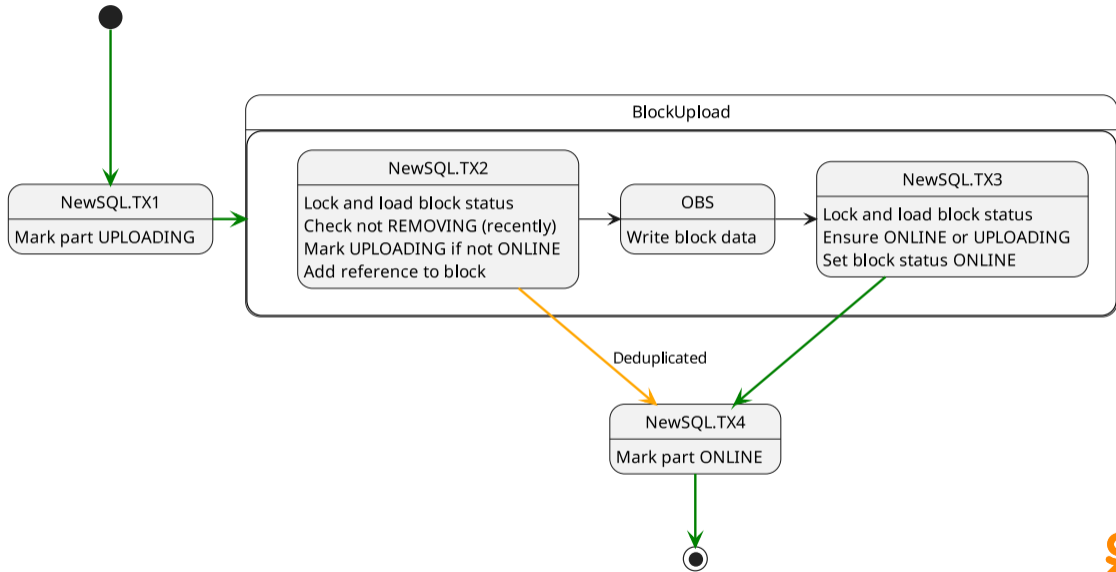 BlockUpload
NewSQL.TX1
Mark part UPLOADING
NewSQL.TX2
Lock and load block status
Check not REMOVING (recently)
Mark UPLOADING if not ONLINE
Add reference to block
OBS
Write block data
NewSQL.TX3
Lock and load block status
Ensure ONLINE or UPLOADING
Set block status ONLINE
Deduplicated
NewSQL.TX4
Mark part ONLINE